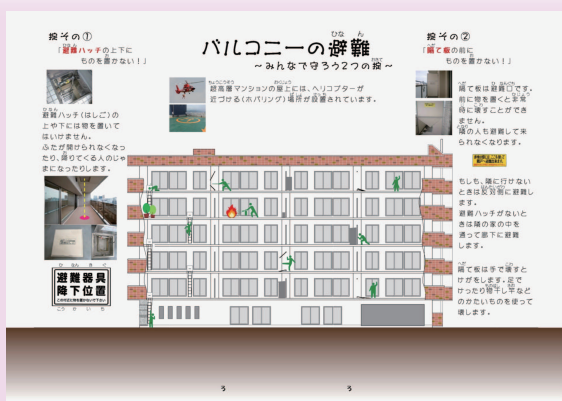 バルコニーの避難
～みんなで守ろう2つの掟～
掟その①
「避難ハッチの上下に
ものを置かない！」
避難ハッチ(はしご)の
上や下には物を置いて
はいけません。
ふたが開けられなくなっ
たり、降りてくる人のじゃ
まになったりします。
避難器具
降下位置
超高層マンションの屋上には、ヘリコプターが
近づける(ホバリング)場所が設置されています。
掟その②
「隔て板の前に
ものを置かない！」
隔て板は避難口です。
前に物を置くと非常
時に壊すことができ
ません。
隣の人も避難して来
られなくなります。
もしも、隣に行けない
ときは反対側に避難し
ます。
避難ハッチがないと
きは隣の家の中を
通って廊下に避難
します。
隔て板は手で壊すと
けがをします。足で
けったり物干し竿など
のかたいものを使って
壊します。